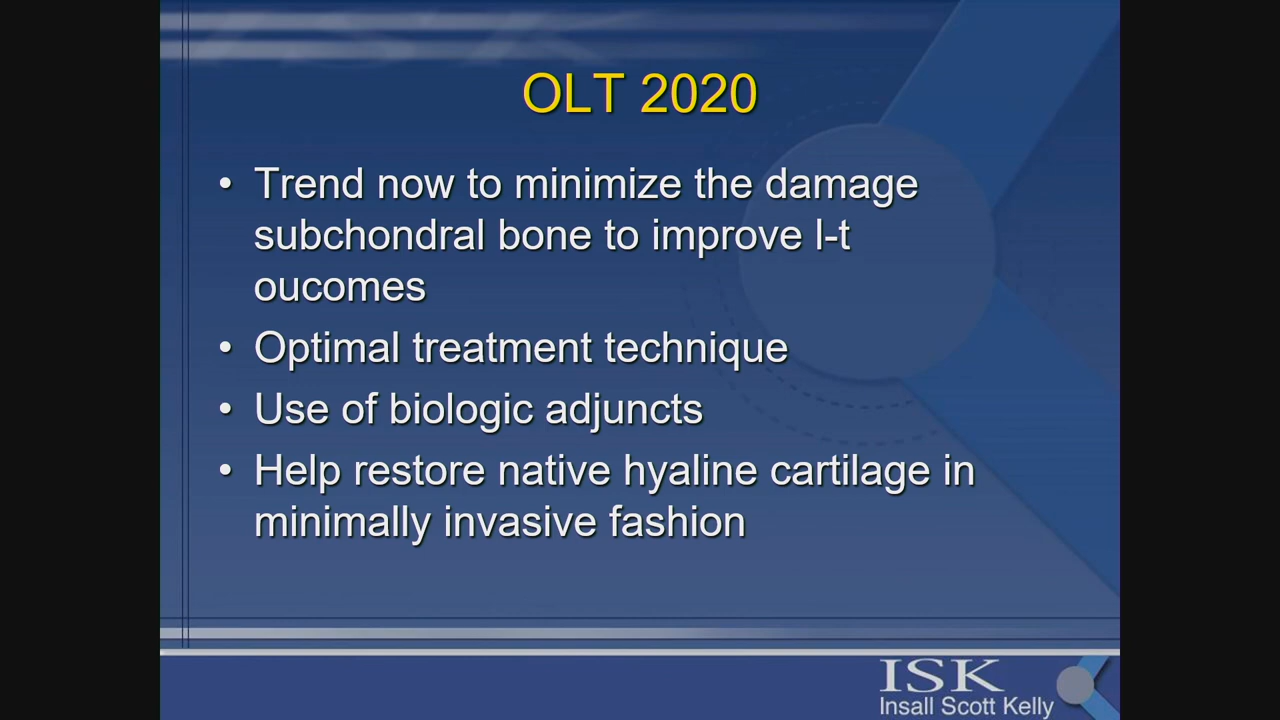 OLT 2020
• Trend now to minimize the damage
subchondral bone to improve l-t
oucomes
• Optimal treatment technique
• Use of biologic adjuncts
• Help restore native hyaline cartilage in
minimally invasive fashion
ISK
Insall Scott Kelly